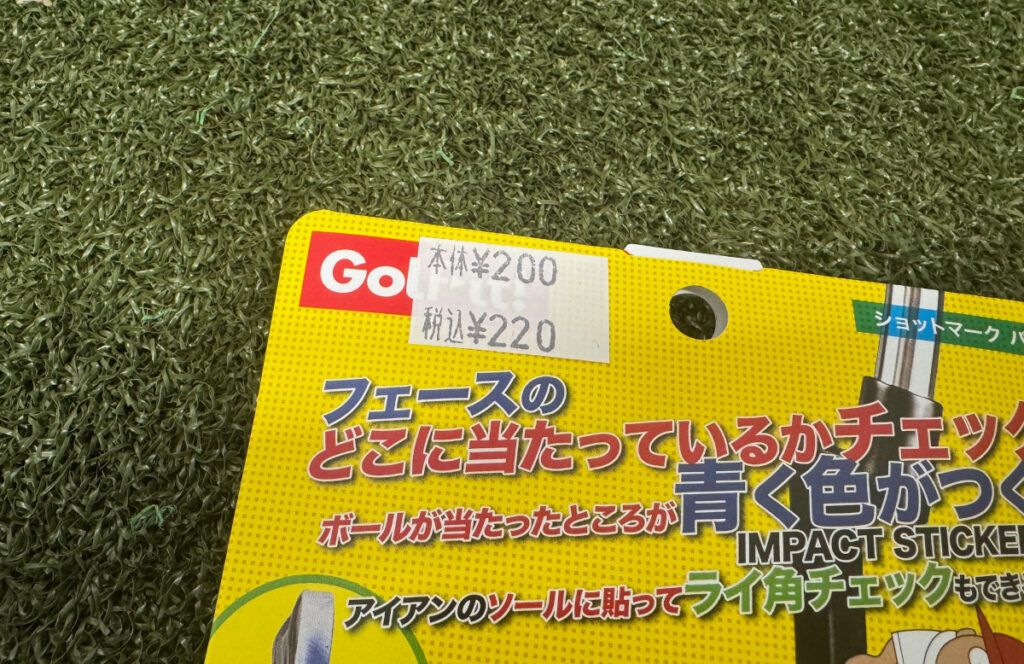 Golf it!
本体¥200
税込¥220
ショットマーク
フェースの
どこに当たっているかチェック
ボールが当たったところが青く色がつく
IMPACT STICKER
アイアンのソールに貼ってライ角チェックもでき